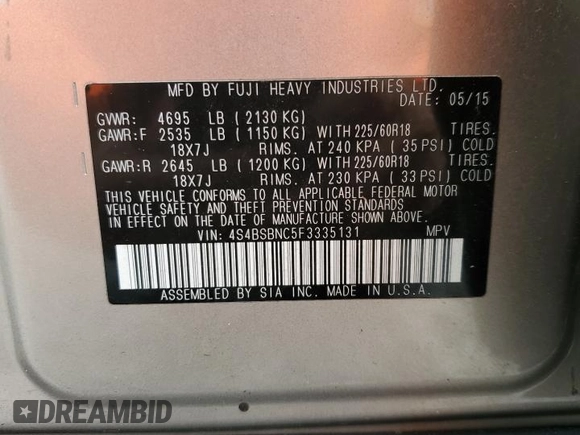 MFD BY FUJI HEAVY INDUSTRIES LTD.
DATE: 05/15
GVWR: 4695 LB (2130 KG)
GAWR:F 2535 LB (1150 KG) WITH 225/60R18 TIRES.
18X7J RIMS. AT 240 KPA (35 PSI) COLD
GAWR:R 2645 LB (1200 KG) WITH 225/60R18 TIRES.
18X7J RIMS. AT 230 KPA (33 PSI) COLD
THIS VEHICLE CONFORMS TO ALL APPLICABLE FEDERAL MOTOR
VEHICLE SAFETY AND THEFT PREVENTION STANDARDS
IN EFFECT ON THE DATE OF MANUFACTURE SHOWN ABOVE.
VIN: 4S4BSBNC5F3335131 MPV
ASSEMBLED BY SIA INC. MADE IN U.S.A.
DREAMBID